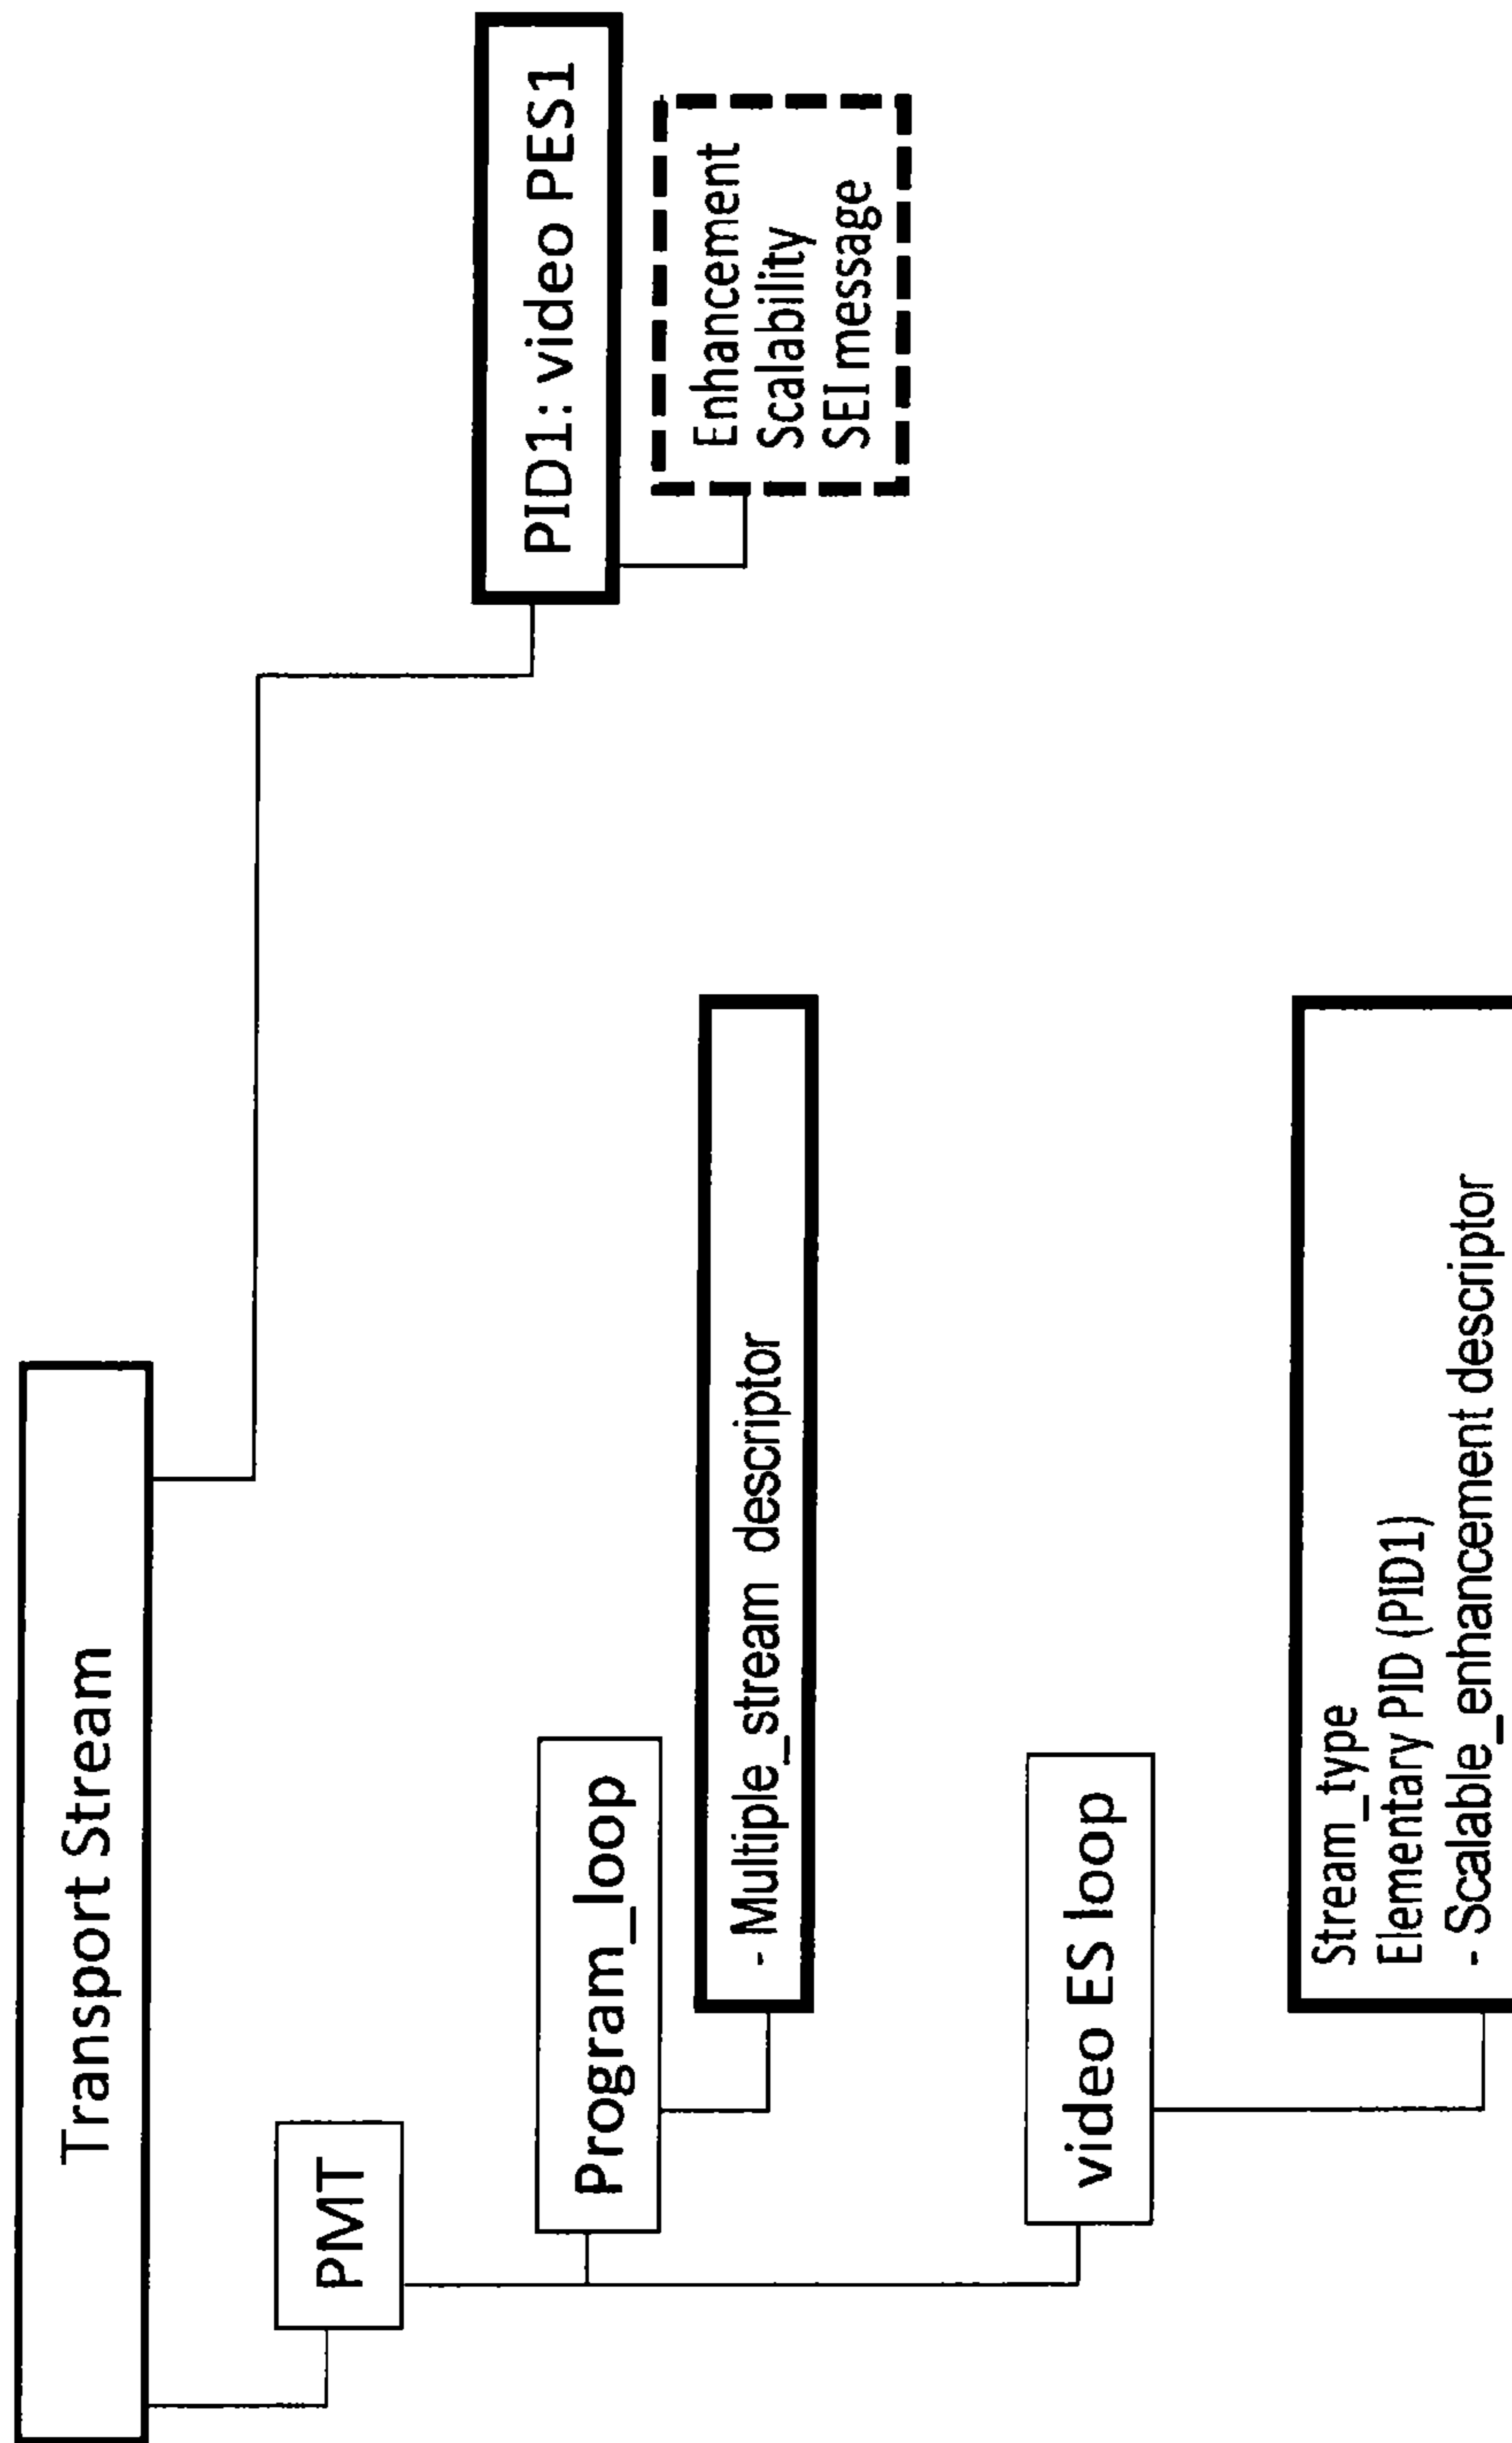 Transport Stream
PMT
PID1: video PES1
Program_loop
Enhancement
Scalability
SEI message
- Multiple_stream descriptor
video ES loop
Stream_type
Elementary PID (PID1)
- Scalable_enhancement descriptor